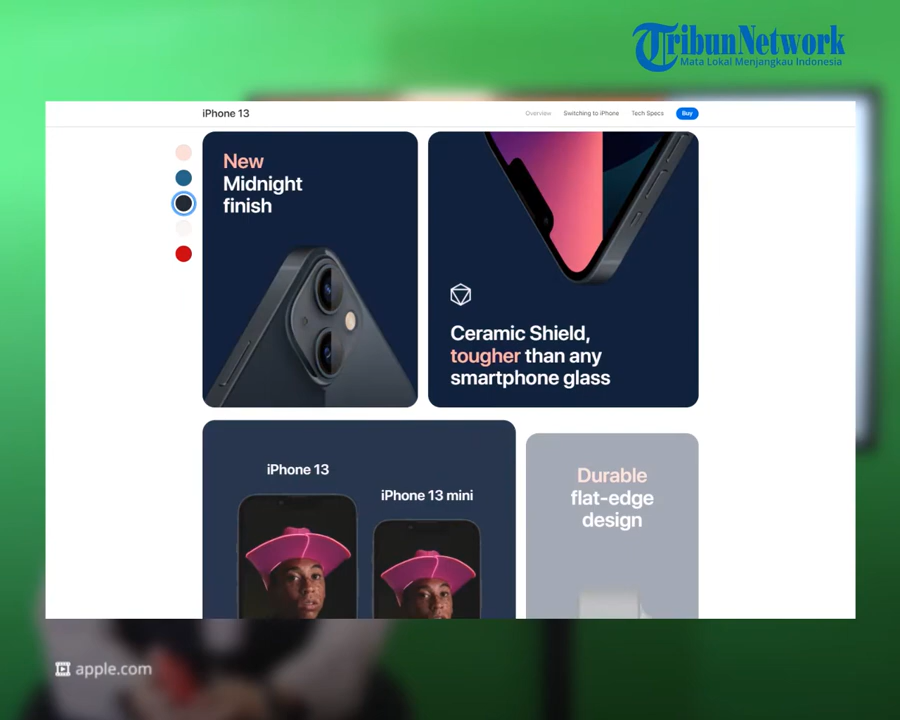 TribunNetwork
Mata Lokal Menjangkau Indonesia
iPhone 13
Overview
Switching to iPhone
Tech Specs
Buy
New
Midnight
finish
Ceramic Shield,
tougher than any
smartphone glass
iPhone 13
iPhone 13 mini
Durable
flat-edge
design
apple.com